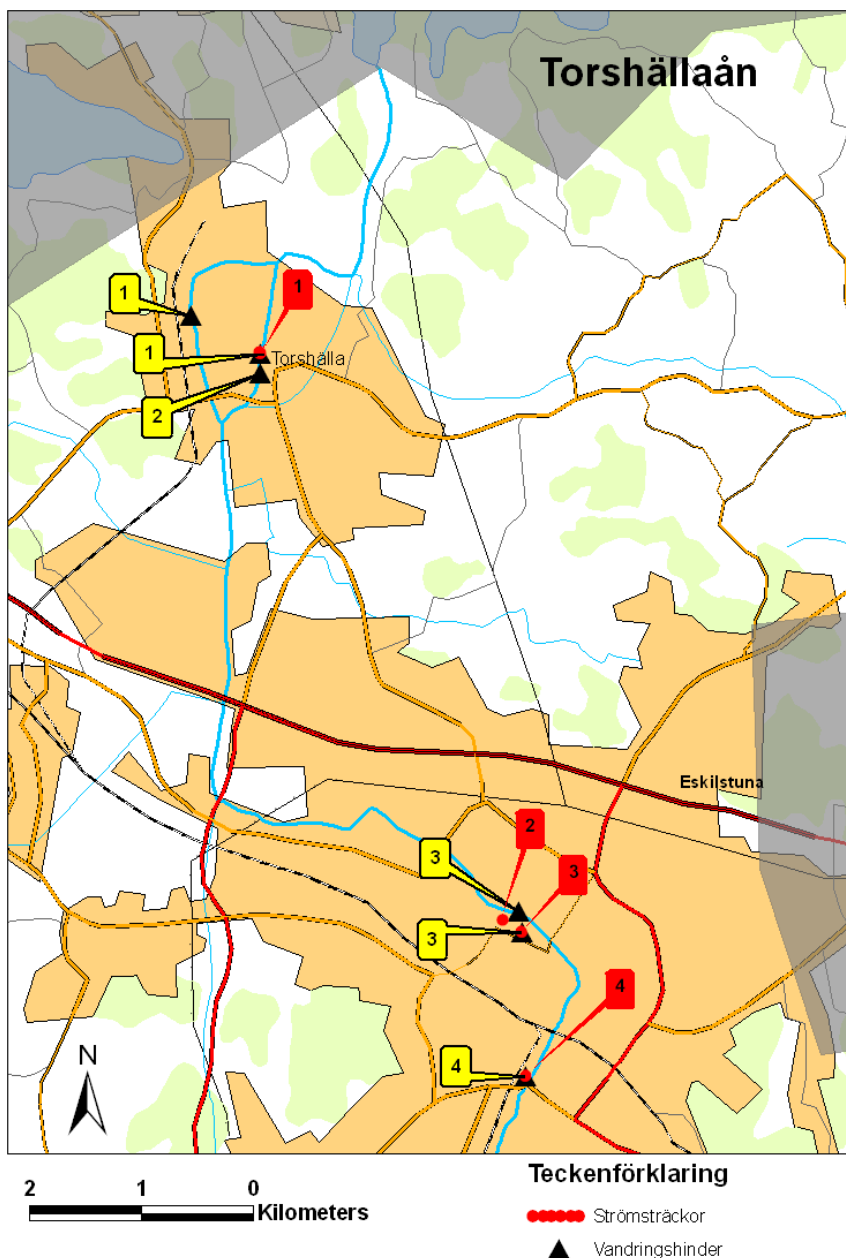 Torshällaån
1
1
1
Torshälla
2
Eskilstuna
2
3
3
3
4
4
N
2 1 0
Kilometers
Teckenförklaring
Strömsträckor
Vandringshinder